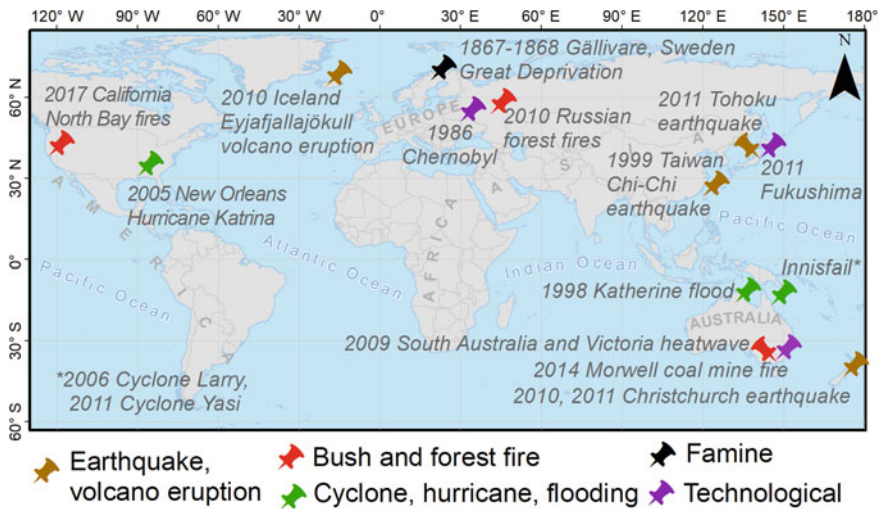 120° W 90° W 60° W 30° W 0° E 30° E 60° E 90° E 120° E 150° E 180°
N
1867-1868 Gällivare, Sweden
Great Deprivation
60° N
2017 California
North Bay fires
2010 Iceland
Eyjafjallajökull
volcano eruption
EUROPE
1986
Chernobyl
2010 Russian
forest fires
2011 Tohoku
earthquake
ASIA
30° N
2005 New Orleans
Hurricane Katrina
1999 Taiwan
Chi-Chi
earthquake
2011
Fukushima
AMERICA
Atlantic Ocean
AFRICA
Pacific Ocean
0°
Pacific Ocean
Indian Ocean
Innisfail*
1998 Katherine flood
AUSTRALIA
30° S
2009 South Australia and Victoria heatwave
2014 Morwell coal mine fire
2010, 2011 Christchurch earthquake
*2006 Cyclone Larry,
2011 Cyclone Yasi
60° S
Earthquake,
volcano eruption
Bush and forest fire
Cyclone, hurricane, flooding
Famine
Technological